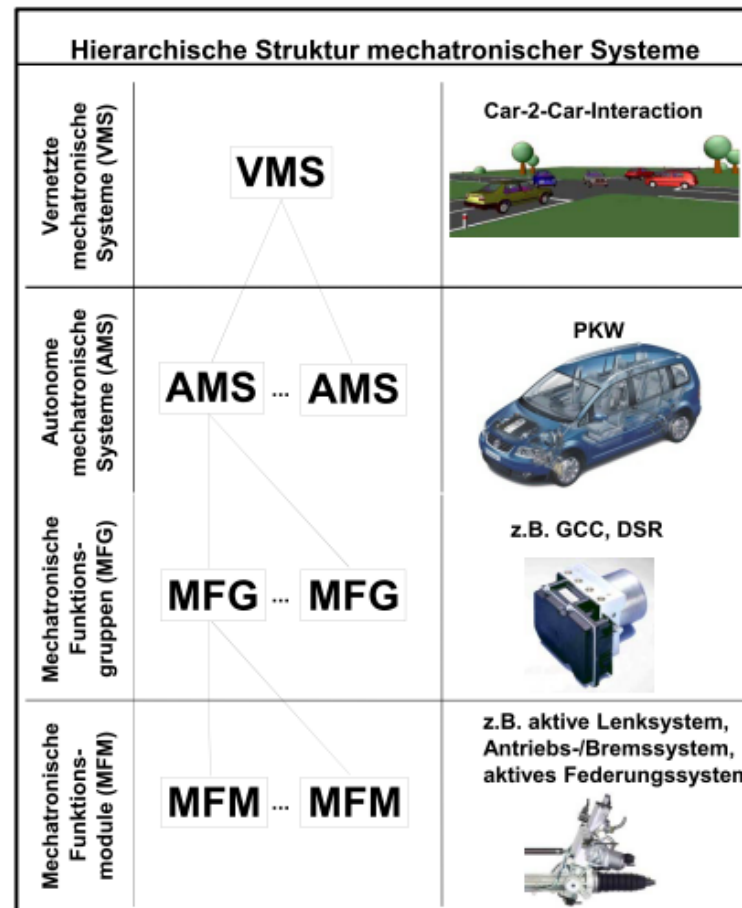 Hierarchische Struktur mechatronischer Systeme
Vernetzte
mechatronische
Systeme (VMS)
VMS
Car-2-Car-Interaction
Autonome
mechatronische
Systeme (AMS)
AMS ... AMS
PKW
Mechatronische
Funktions-
gruppen (MFG)
MFG ... MFG
z.B. GCC, DSR
Mechatronische
Funktions-
module (MFM)
MFM ... MFM
z.B. aktive Lenksystem,
Antriebs-/Bremssystem,
aktives Federungssystem